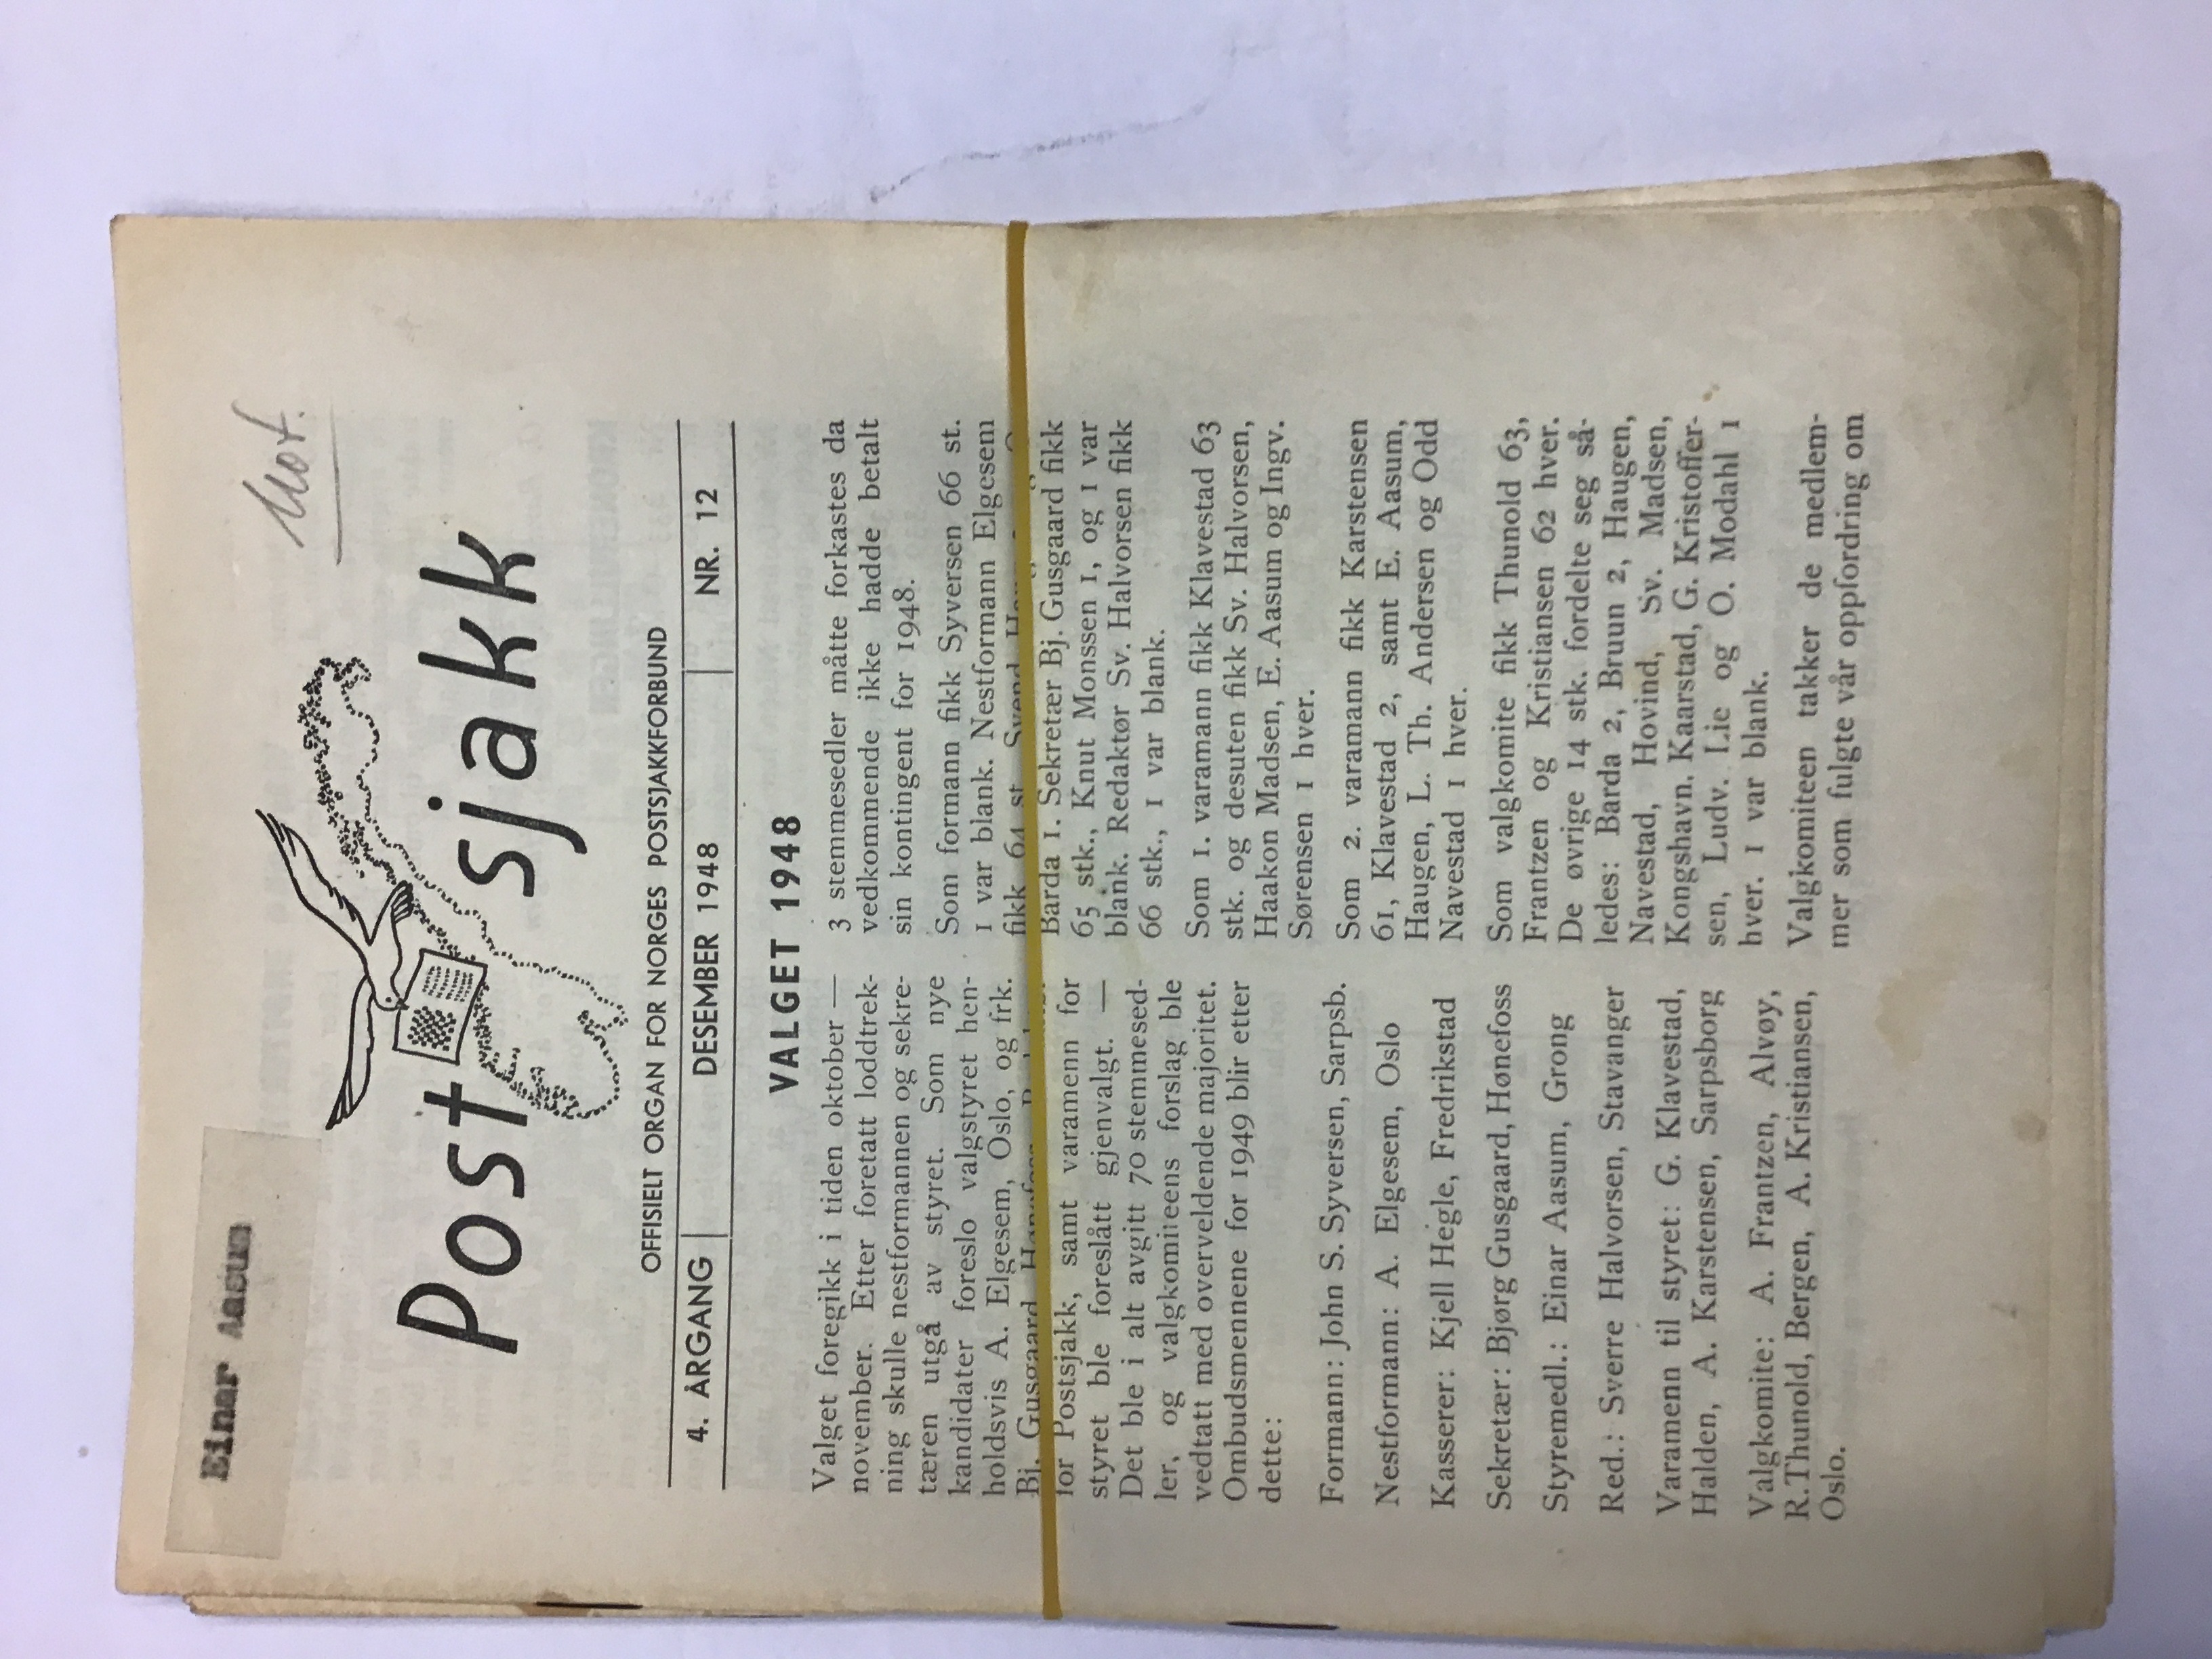 Einar Aasum
Mot.
Post sjakk
OFFISIELT ORGAN FOR NORGES POSTSJAKKFORBUND
4. ÅRGANG
DESEMBER 1948
NR. 12
VALGET 1948
Valget foregikk i tiden oktober —
november. Etter foretatt loddtrek-
ning skulle nestformannen og sekre-
tæren utgå av styret. Som nye
kandidater foreslo valgstyret hen-
holdsvis A. Elgesem, Oslo, og frk.
Bj. Gusgaard, Hønefoss.
for Postsjakk, samt varamenn for
styret ble foreslått gjenvalgt. —
Det ble i alt avgitt 70 stemmesed-
ler, og valgkomiteens forslag ble
vedtatt med overveldende majoritet.
Ombudsmennene for 1949 blir etter
dette:
Formann: John S. Syversen, Sarpsb.
Nestformann: A. Elgesem, Oslo
Kasserer: Kjell Hegle, Fredrikstad
Sekretær: Bjørg Gusgaard, Hønefoss
Styremedl.: Einar Aasum, Grong
Red.: Sverre Halvorsen, Stavanger
Varamenn til styret: G. Klavestad,
Halden, A. Karstensen, Sarpsborg
Valgkomite: A. Frantzen, Alvøy,
R. Thunold, Bergen, A. Kristiansen,
Oslo.
3 stemmesedler måtte forkastes da
vedkommende ikke hadde betalt
sin kontingent for 1948.
Som formann fikk Syversen 66 st.
1 var blank. Nestformann Elgesem
fikk 64 st. Svend
Barda 1. Sekretær Bj. Gusgaard fikk
65 stk., Knut Monssen 1, og 1 var
blank. Redaktør Sv. Halvorsen fikk
66 stk., 1 var blank.
Som 1. varamann fikk Klavestad 63
stk. og desuten fikk Sv. Halvorsen,
Haakon Madsen, E. Aasum og Ingv.
Sørensen 1 hver.
Som 2. varamann fikk Karstensen
61, Klavestad 2, samt E. Aasum,
Haugen, L. Th. Andersen og Odd
Navestad 1 hver.
Som valgkomite fikk Thunold 63,
Frantzen og Kristiansen 62 hver.
De øvrige 14 stk. fordelte seg så-
ledes: Barda 2, Bruun 2, Haugen,
Navestad, Hovind, Sv. Madsen,
Kongshavn. Kaarstad, G. Kristoffer-
sen, Ludv. Lie og O. Modahl 1
hver. 1 var blank.
Valgkomiteen takker de medlem-
mer som fulgte vår oppfordring om